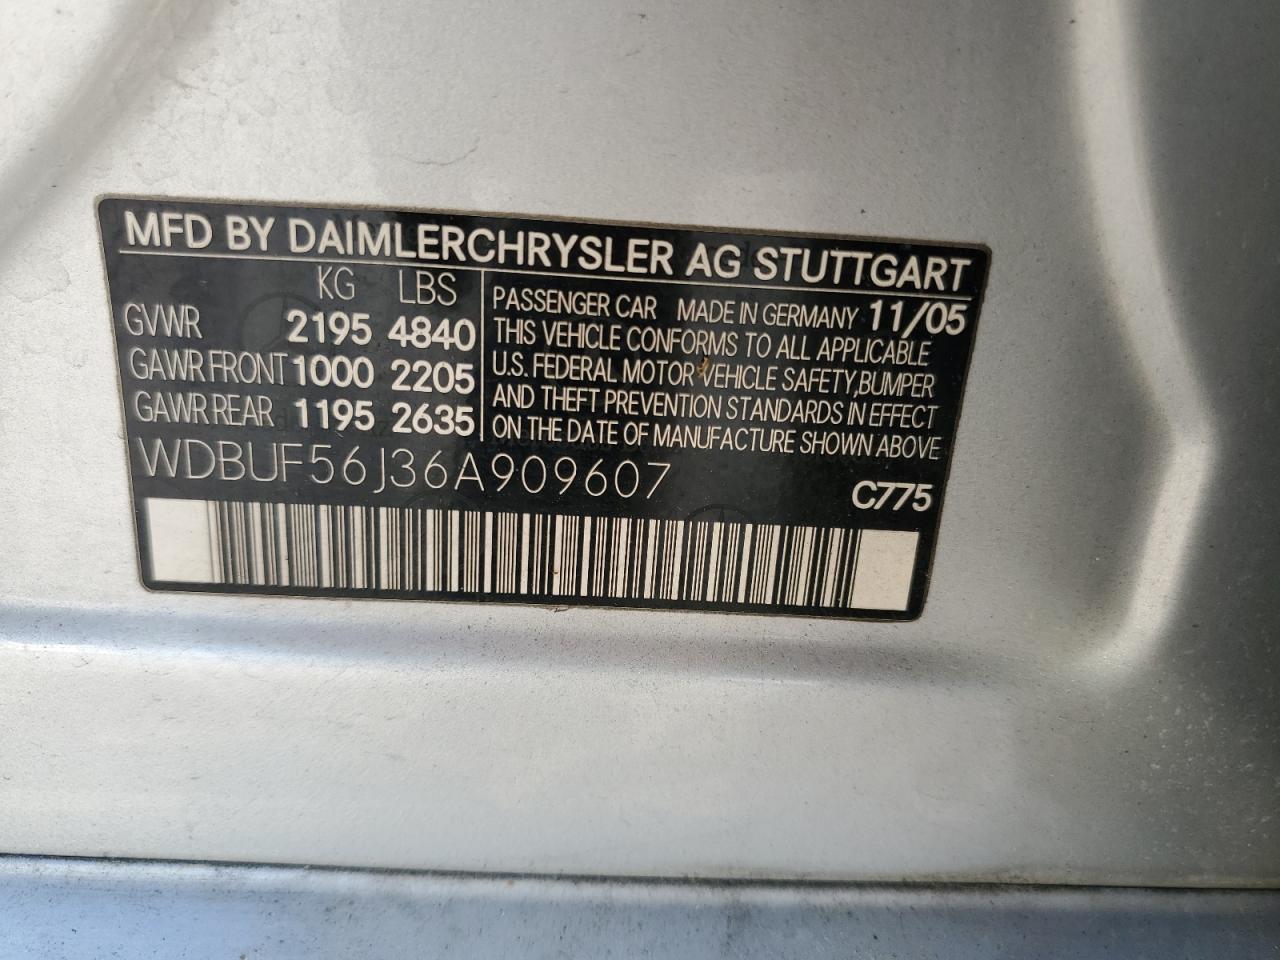 MFD BY DAIMLERCHRYSLER AG STUTTGART
KG LBS
GVWR 2195 4840
GAWR FRONT 1000 2205
GAWR REAR 1195 2635
PASSENGER CAR MADE IN GERMANY 11/05
THIS VEHICLE CONFORMS TO ALL APPLICABLE
U.S. FEDERAL MOTOR VEHICLE SAFETY,BUMPER
AND THEFT PREVENTION STANDARDS IN EFFECT
ON THE DATE OF MANUFACTURE SHOWN ABOVE
WDBUF56J36A909607
C775